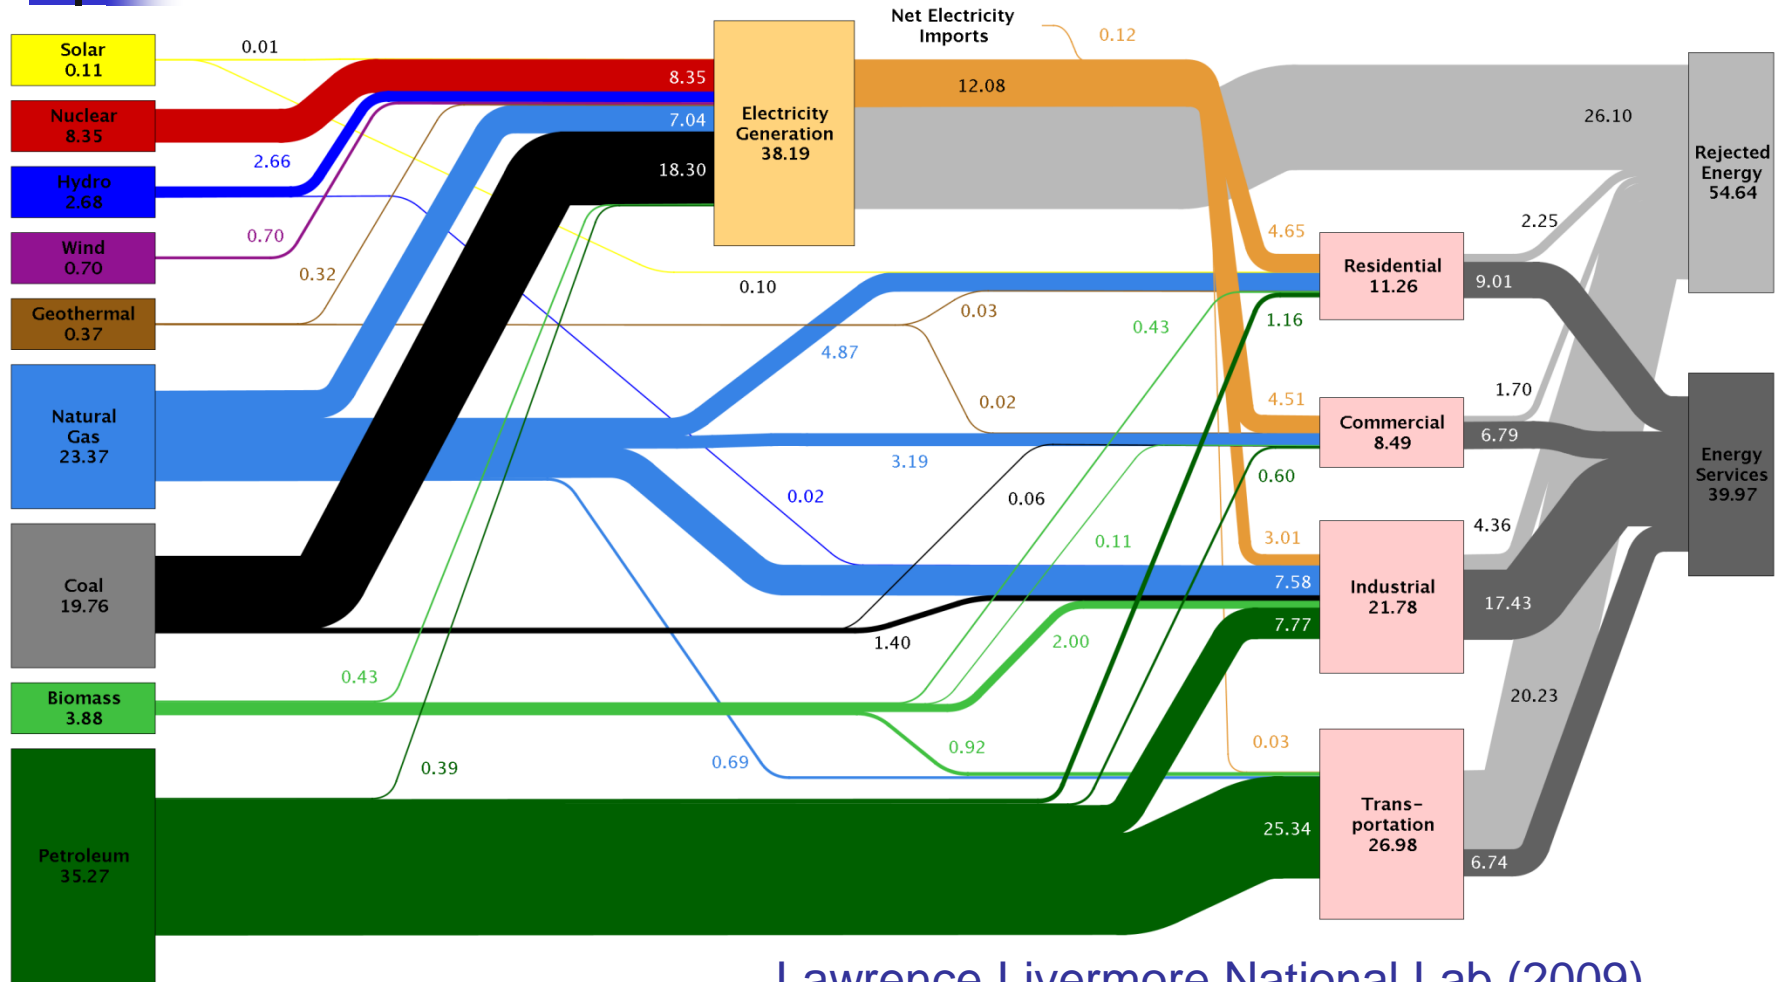 Net Electricity
Imports
0.12
Solar
0.11
0.01
Nuclear
8.35
8.35
Hydro
2.68
2.66
Wind
0.70
0.70
Geothermal
0.37
0.32
Natural
Gas
23.37
7.04
Coal
19.76
18.30
Biomass
3.88
0.43
Petroleum
35.27
0.39
Electricity
Generation
38.19
12.08
26.10
Rejected
Energy
54.64
4.65
2.25
Residential
11.26
9.01
0.10
0.03
4.87
0.43
1.16
0.02
4.51
1.70
Commercial
8.49
6.79
3.19
0.02
0.06
0.60
0.11
Energy
Services
39.97
3.01
4.36
7.58
Industrial
21.78
17.43
7.77
1.40
2.00
0.92
0.69
0.03
20.23
Trans-
portation
26.98
25.34
6.74
Lawrence Livermore National Lab (2009)